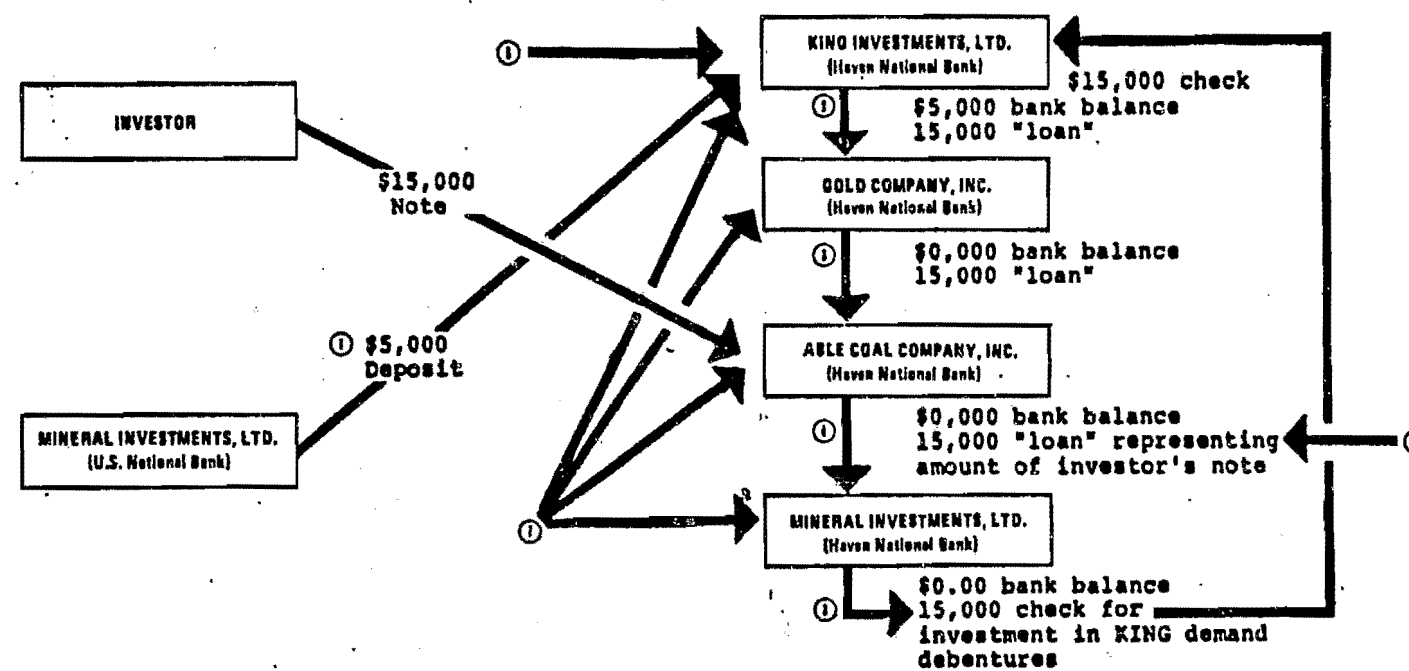 KING INVESTMENTS, LTD.
(Haven National Bank)
$15,000 check
$5,000 bank balance
15,000 "loan"
INVESTOR
$15,000
Note
GOLD COMPANY, INC.
(Haven National Bank)
$0,000 bank balance
15,000 "loan"
$5,000
Deposit
ABLE COAL COMPANY, INC.
(Haven National Bank)
$0,000 bank balance
15,000 "loan" representing
amount of investor's note
MINERAL INVESTMENTS, LTD.
(U.S. National Bank)
MINERAL INVESTMENTS, LTD.
(Haven National Bank)
$0.00 bank balance
15,000 check for
investment in KING demand
debentures